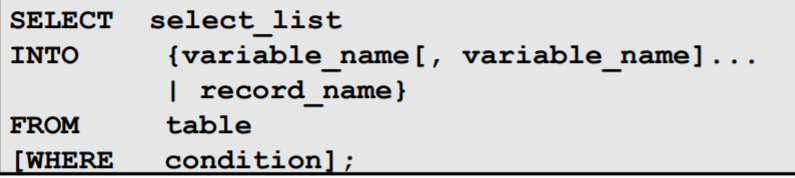 SELECT select_list
INTO {variable_name[, variable_name]...
| record_name}
FROM table
[WHERE condition];